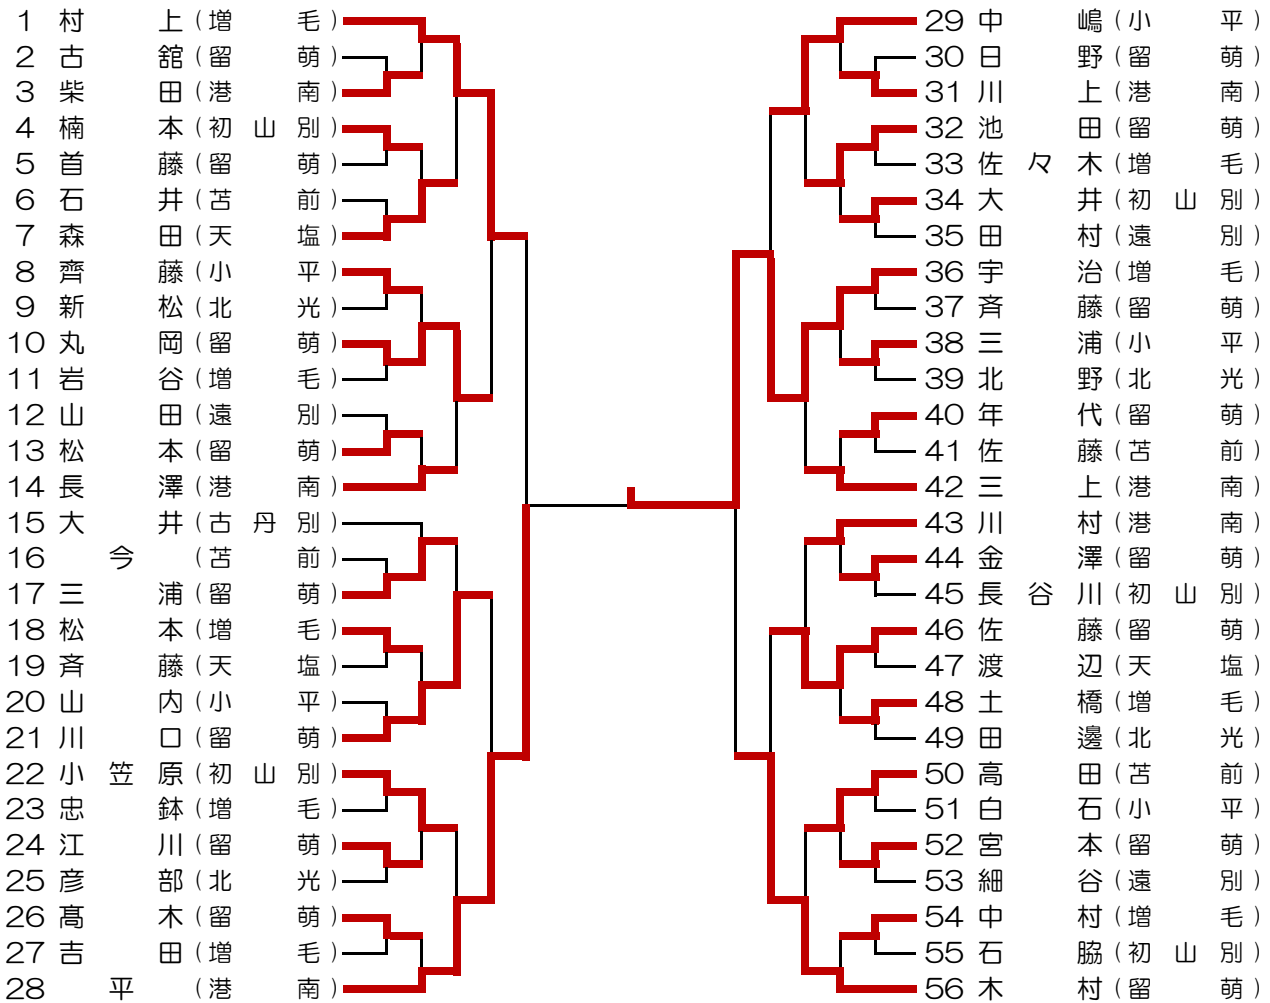 1 村上(増毛)
2 古舘(留萌)
3 柴田(港南)
4 楠本(初山別)
5 首藤(留萌)
6 石井(苫前)
7 森田(天塩)
8 齊藤(小平)
9 新松(北光)
10 丸岡(留萌)
11 岩谷(増毛)
12 山田(遠別)
13 松本(留萌)
14 長澤(港南)
15 大井(古丹別)
16 今(苫前)
17 三浦(留萌)
18 松本(増毛)
19 斉藤(天塩)
20 山内(小平)
21 川口(留萌)
22 小笠原(初山別)
23 忠鉢(増毛)
24 江川(留萌)
25 彦部(北光)
26 髙木(留萌)
27 吉田(増毛)
28 平(港南)
29 中嶋(小平)
30 日野(留萌)
31 川上(港南)
32 池田(留萌)
33 佐々木(増毛)
34 大井(初山別)
35 田村(遠別)
36 宇治(増毛)
37 斉藤(留萌)
38 三浦(小平)
39 北野(北光)
40 年代(留萌)
41 佐藤(苫前)
42 三上(港南)
43 川村(港南)
44 金澤(留萌)
45 長谷川(初山別)
46 佐藤(留萌)
47 渡辺(天塩)
48 土橋(増毛)
49 田邊(北光)
50 高田(苫前)
51 白石(小平)
52 宮本(留萌)
53 細谷(遠別)
54 中村(増毛)
55 石脇(初山別)
56 木村(留萌)